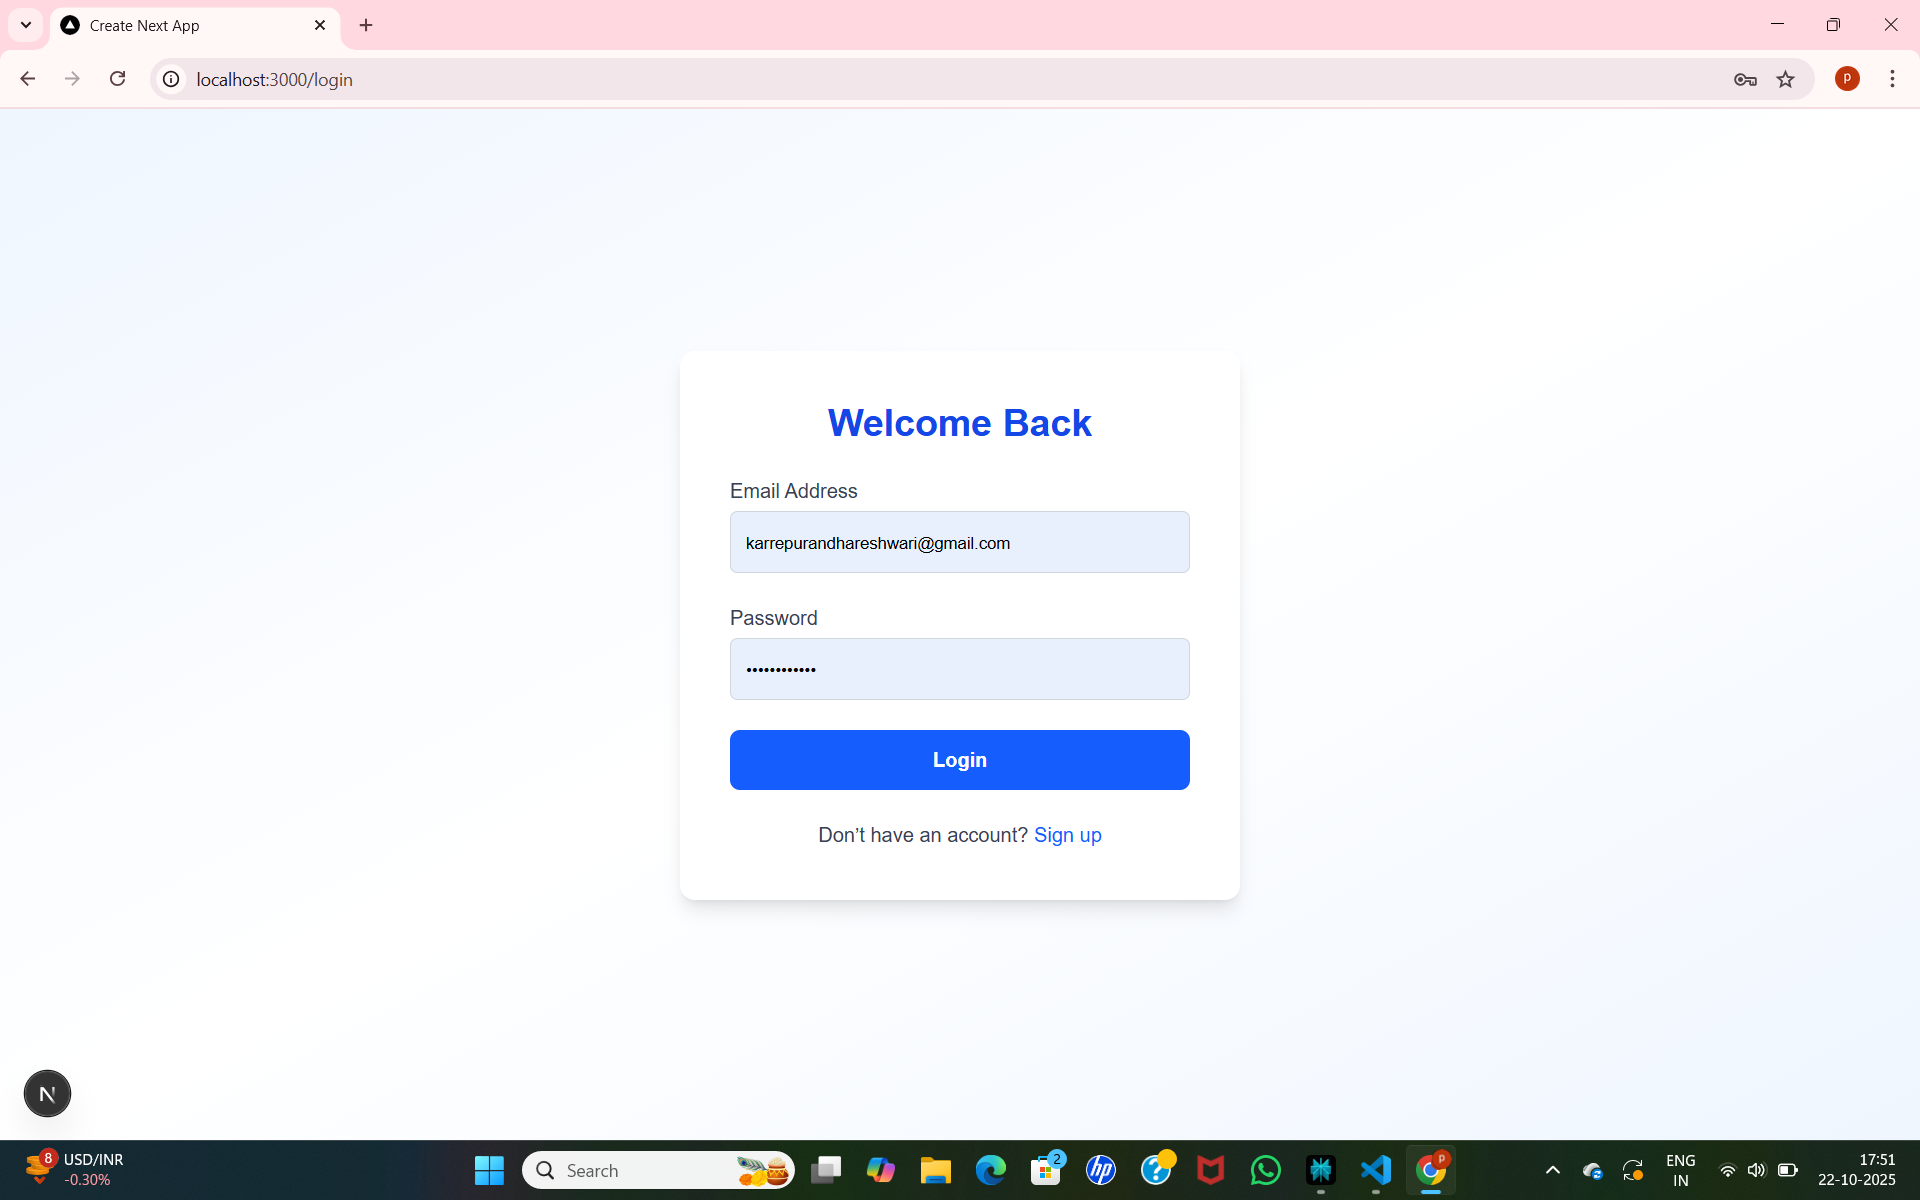 Create Next App
localhost:3000/login
P
Welcome Back
Email Address
karrepurandhareshwari@gmail.com
Password
••••••••••••
Login
Don’t have an account? Sign up
N
8
USD/INR
-0.30%
Search
2
hp
?
P
ENG
IN
17:51
22-10-2025